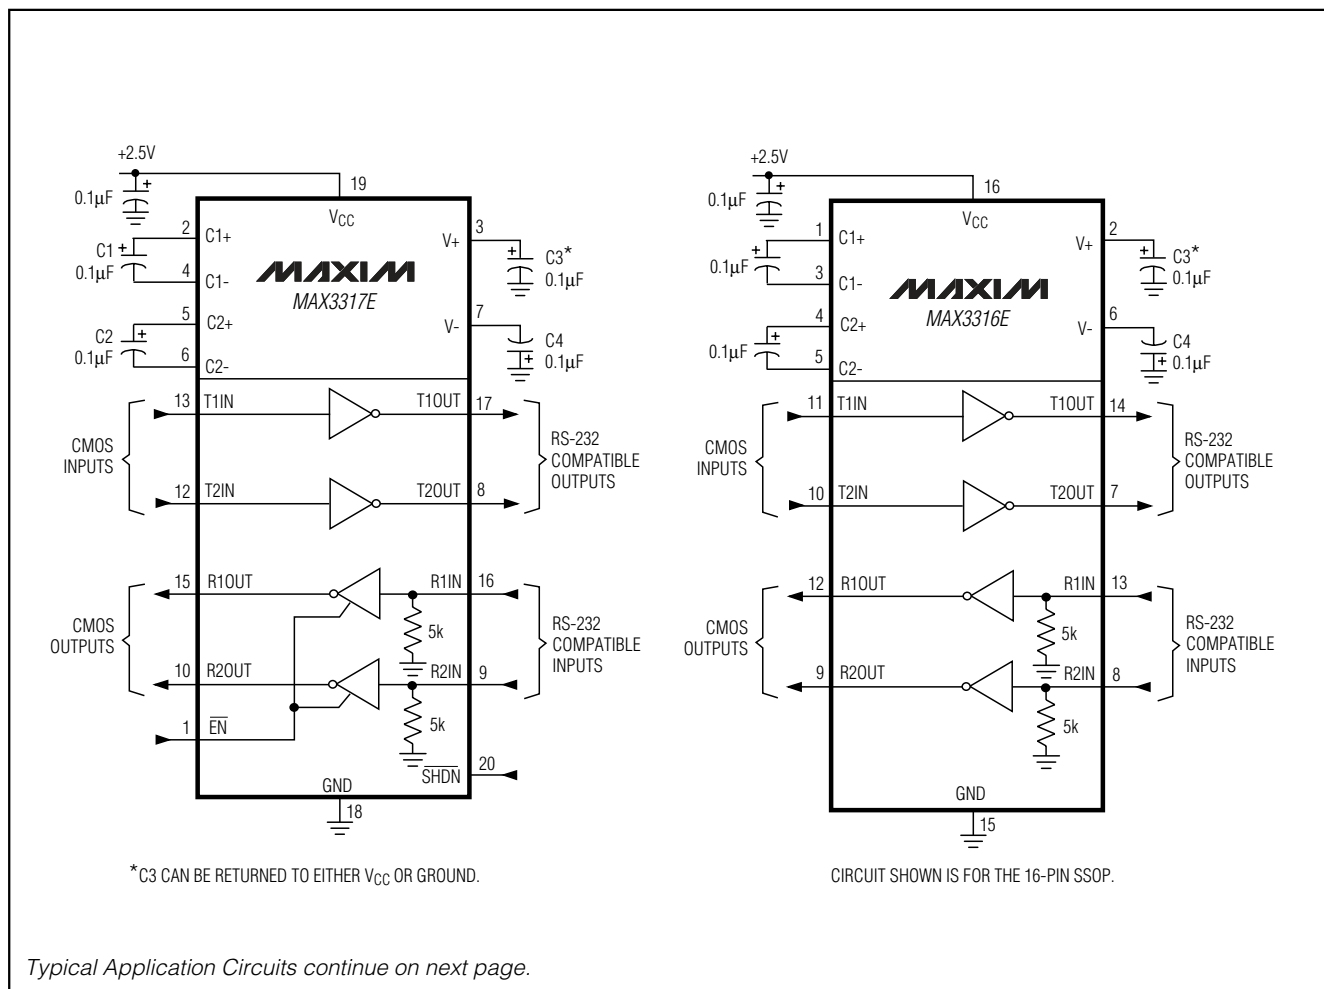 +2.5V
0.1µF
+
19
VCC
2
C1+
C1
+
0.1µF
4
C1-
5
C2+
C2
+
0.1µF
6
C2-
MAXIM
MAX3317E
3
V+
+
C3*
0.1µF
7
V-
C4
+
0.1µF
13
T1IN
T1OUT
17
CMOS
INPUTS
RS-232
COMPATIBLE
OUTPUTS
12
T2IN
T2OUT
8
15
R1OUT
R1IN
16
5k
CMOS
OUTPUTS
RS-232
COMPATIBLE
INPUTS
10
R2OUT
R2IN
9
5k
1
EN
SHDN
20
GND
18
*C3 CAN BE RETURNED TO EITHER VCC OR GROUND.
+2.5V
0.1µF
+
16
VCC
1
C1+
+
0.1µF
3
C1-
4
C2+
+
0.1µF
5
C2-
MAXIM
MAX3316E
2
V+
+
C3*
0.1µF
6
V-
C4
+
0.1µF
11
T1IN
T1OUT
14
CMOS
INPUTS
RS-232
COMPATIBLE
OUTPUTS
10
T2IN
T2OUT
7
12
R1OUT
R1IN
13
5k
CMOS
OUTPUTS
RS-232
COMPATIBLE
INPUTS
9
R2OUT
R2IN
8
5k
GND
15
CIRCUIT SHOWN IS FOR THE 16-PIN SSOP.
Typical Application Circuits continue on next page.